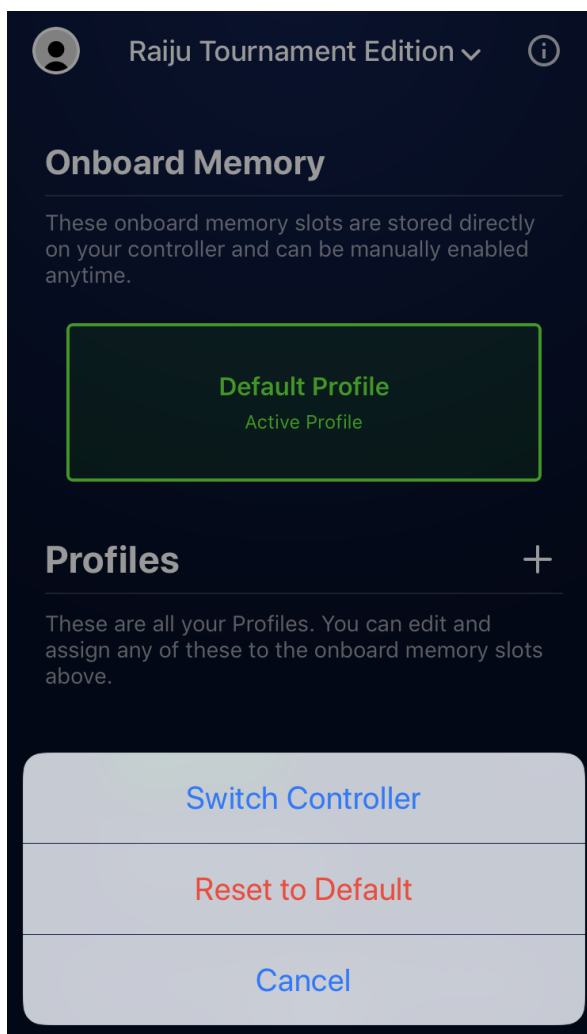 Raiju Tournament Edition
Onboard Memory
These onboard memory slots are stored directly
on your controller and can be manually enabled
anytime.
Default Profile
Active Profile
Profiles
These are all your Profiles. You can edit and
assign any of these to the onboard memory slots
above.
Switch Controller
Reset to Default
Cancel